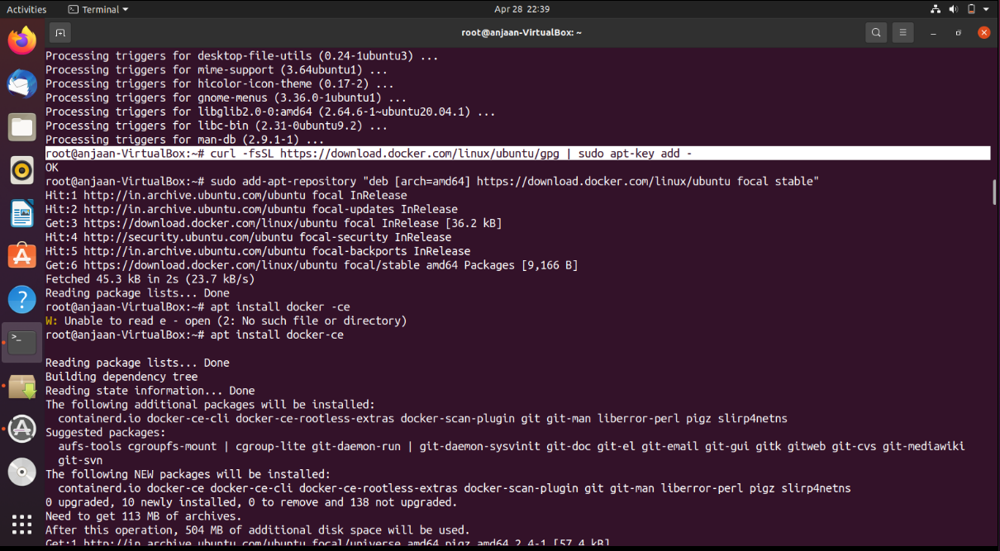 Activities Terminal Apr 28 22:39
root@anjaan-VirtualBox: ~
Processing triggers for desktop-file-utils (0.24-1ubuntu3) ...
Processing triggers for mime-support (3.64ubuntu1) ...
Processing triggers for hicolor-icon-theme (0.17-2) ...
Processing triggers for gnome-menus (3.36.0-1ubuntu1) ...
Processing triggers for libglib2.0-0:amd64 (2.64.6-1~ubuntu20.04.1) ...
Processing triggers for libc-bin (2.31-0ubuntu9.2) ...
Processing triggers for man-db (2.9.1-1) ...
root@anjaan-VirtualBox:~# curl -fsSL https://download.docker.com/linux/ubuntu/gpg | sudo apt-key add -
OK
root@anjaan-VirtualBox:~# sudo add-apt-repository "deb [arch=amd64] https://download.docker.com/linux/ubuntu focal stable"
Hit:1 http://in.archive.ubuntu.com/ubuntu focal InRelease
Hit:2 http://in.archive.ubuntu.com/ubuntu focal-updates InRelease
Get:3 https://download.docker.com/linux/ubuntu focal InRelease [36.2 kB]
Hit:4 http://security.ubuntu.com/ubuntu focal-security InRelease
Hit:5 http://in.archive.ubuntu.com/ubuntu focal-backports InRelease
Get:6 https://download.docker.com/linux/ubuntu focal/stable amd64 Packages [9,166 B]
Fetched 45.3 kB in 2s (23.7 kB/s)
Reading package lists... Done
root@anjaan-VirtualBox:~# apt install docker -ce
W: Unable to read e - open (2: No such file or directory)
root@anjaan-VirtualBox:~# apt install docker-ce
Reading package lists... Done
Building dependency tree
Reading state information... Done
The following additional packages will be installed:
containerd.io docker-ce-cli docker-ce-rootless-extras docker-scan-plugin git git-man liberror-perl pigz slirp4netns
Suggested packages:
aufs-tools cgroupfs-mount | cgroup-lite git-daemon-run | git-daemon-sysvinit git-doc git-el git-email git-gui gitk gitweb git-cvs git-mediawiki
git-svn
The following NEW packages will be installed:
containerd.io docker-ce docker-ce-cli docker-ce-rootless-extras docker-scan-plugin git git-man liberror-perl pigz slirp4netns
0 upgraded, 10 newly installed, 0 to remove and 138 not upgraded.
Need to get 113 MB of archives.
After this operation, 504 MB of additional disk space will be used.
Get:1 http://in.archive.ubuntu.com/ubuntu focal/universe amd64 pigz amd64 2.4-1 [57.4 kB]